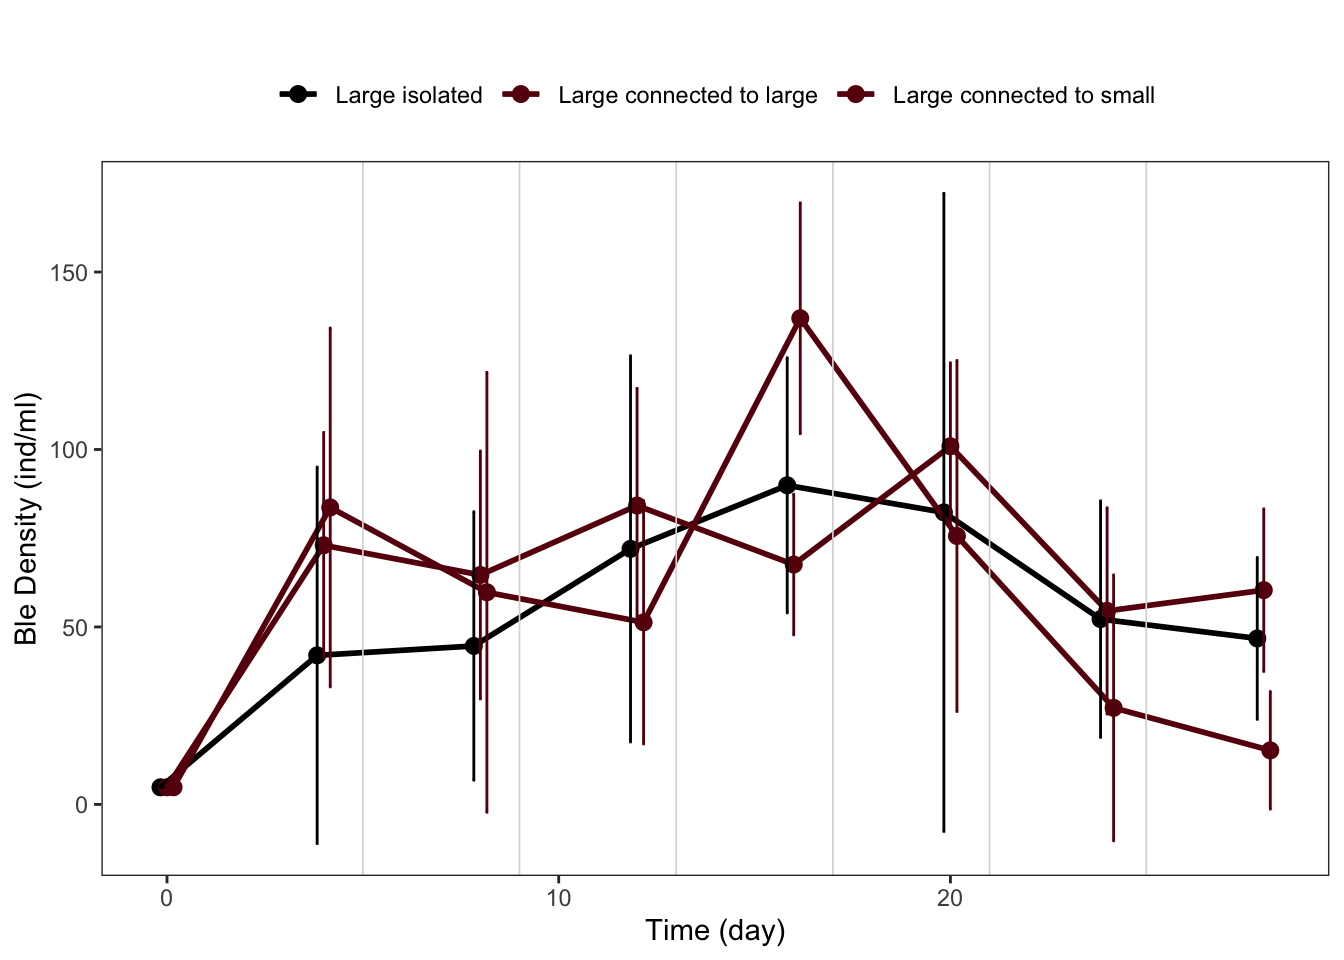 Large isolated Large connected to large Large connected to small
Ble Density (ind/ml)
150
100
50
0
0 10 20
Time (day)